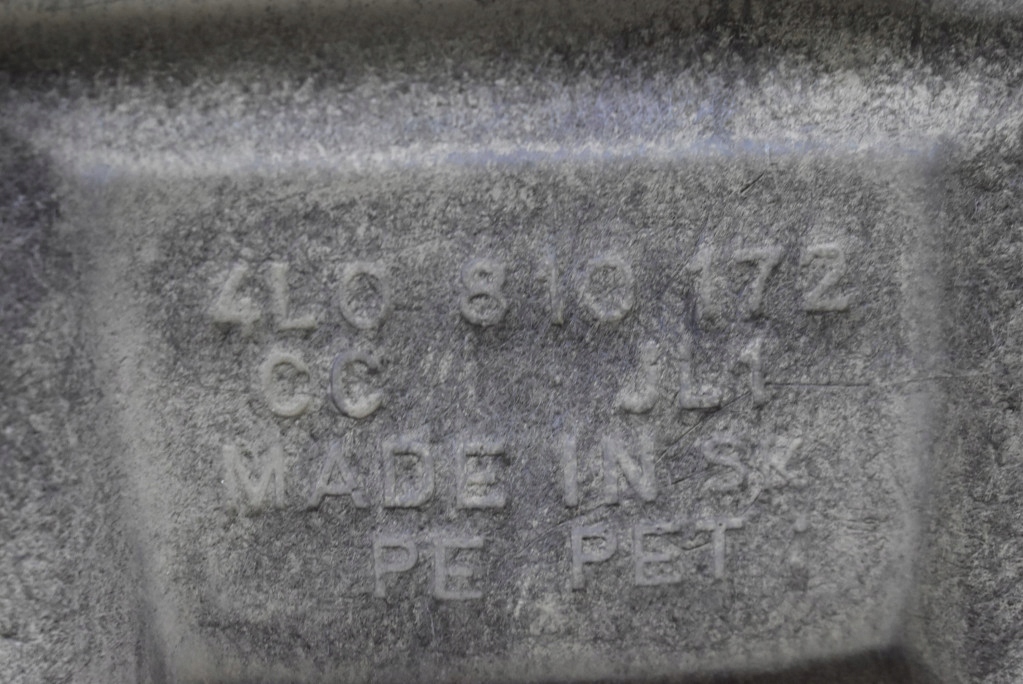 4L0 810 172
CC JL1
MADE IN SK
PE PET